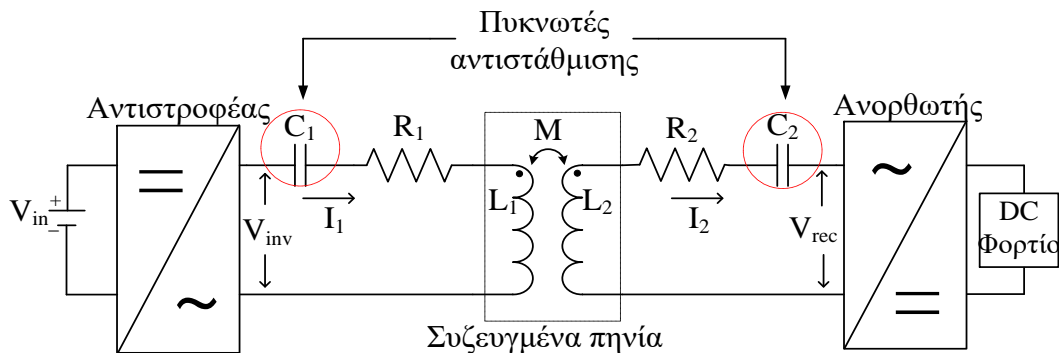 Πυκνωτές
αντιστάθμισης
Αντιστροφέας
Ανορθωτής
C1
R1
M
R2
C2
L1
L2
I1
I2
Vin
+
−
Vinv
Vrec
=
~
~
=
DC
Φορτίο
Συζευγμένα πηνία